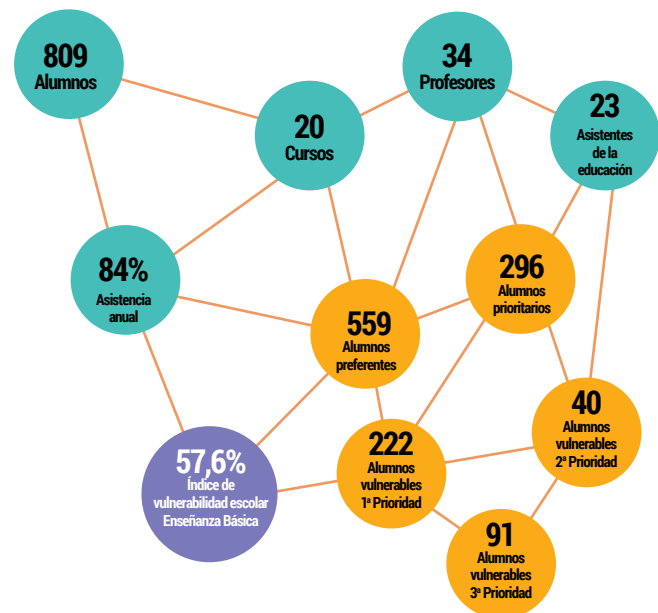 809
Alumnos
34
Profesores
20
Cursos
23
Asistentes
de la
educación
84%
Asistencia
anual
296
Alumnos
prioritarios
559
Alumnos
preferentes
40
Alumnos
vulnerables
2ª Prioridad
222
Alumnos
vulnerables
1ª Prioridad
57,6%
Índice de
vulnerabilidad escolar
Enseñanza Básica
91
Alumnos
vulnerables
3ª Prioridad